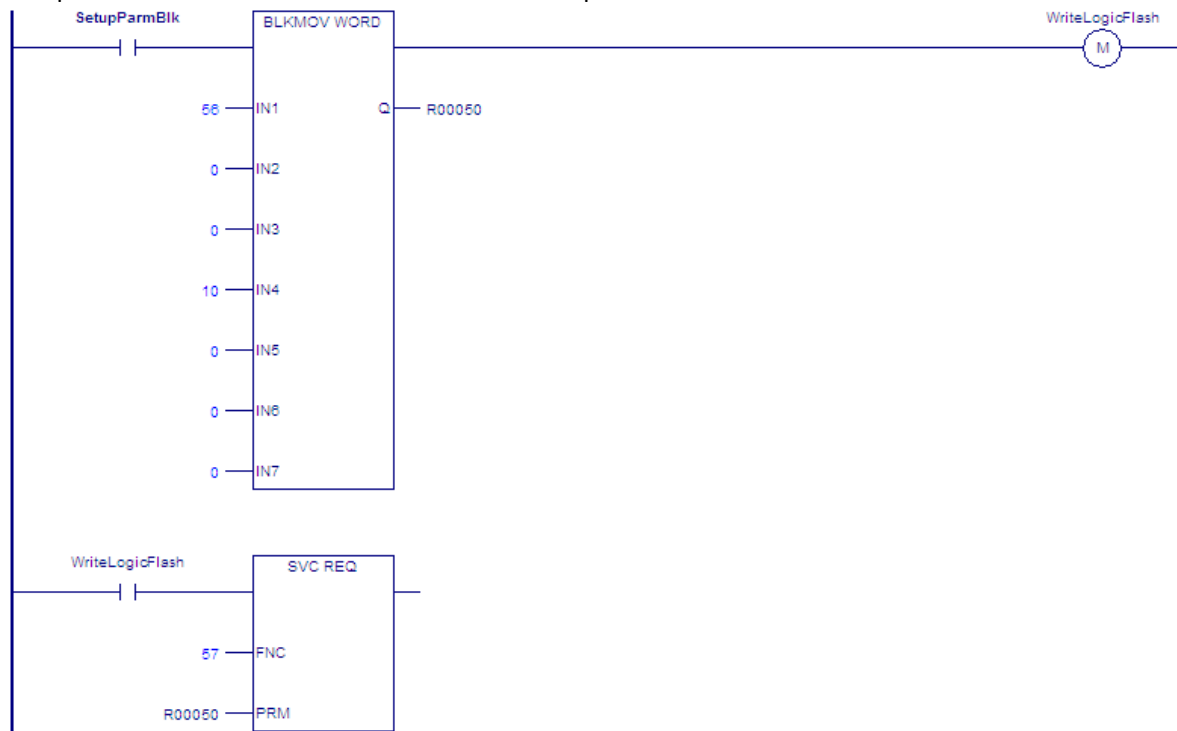 SetupParmBlk
BLKMOV WORD
WriteLogicFlash
M
56 IN1 Q R00050
0 IN2
0 IN3
10 IN4
0 IN5
0 IN6
0 IN7
WriteLogicFlash
SVC REQ
57 FNC
R00050 PRM